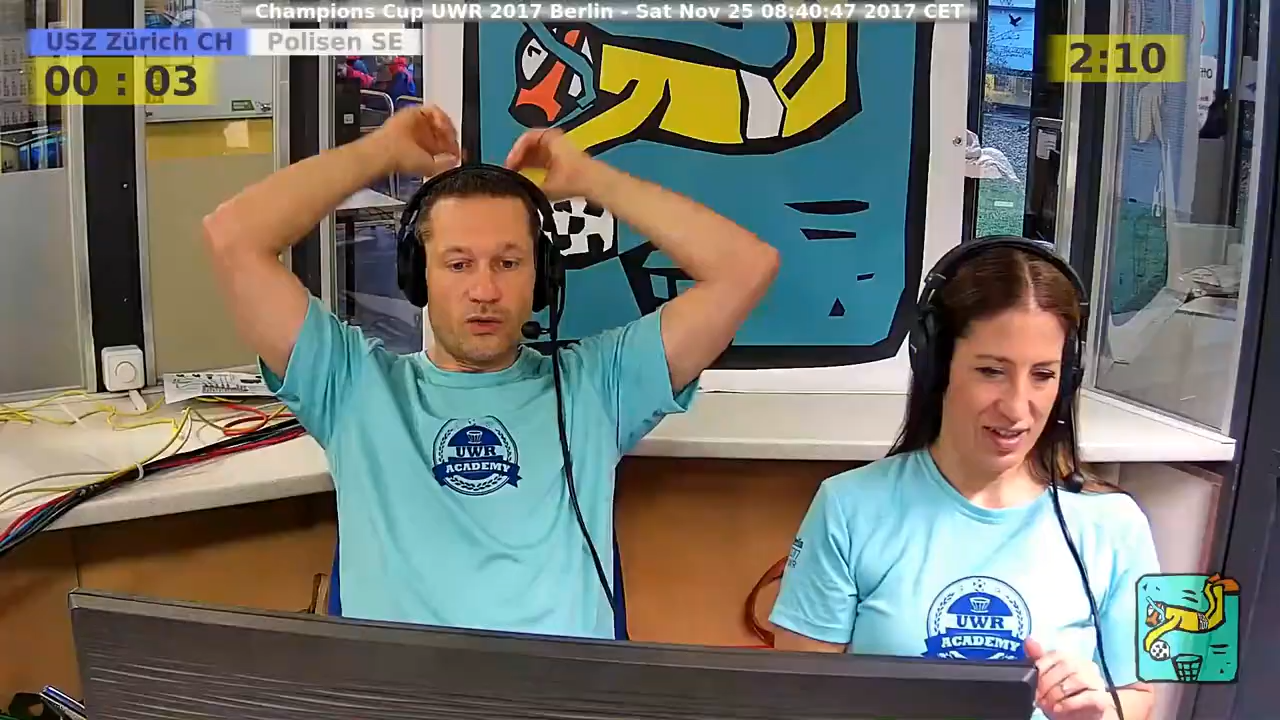 Champions Cup UWR 2017 Berlin - Sat Nov 25 08:40:47 2017 CET
USZ Zürich CH Polisen SE
00 : 03
2:10
UWR
ACADEMY
UWR
ACADEMY